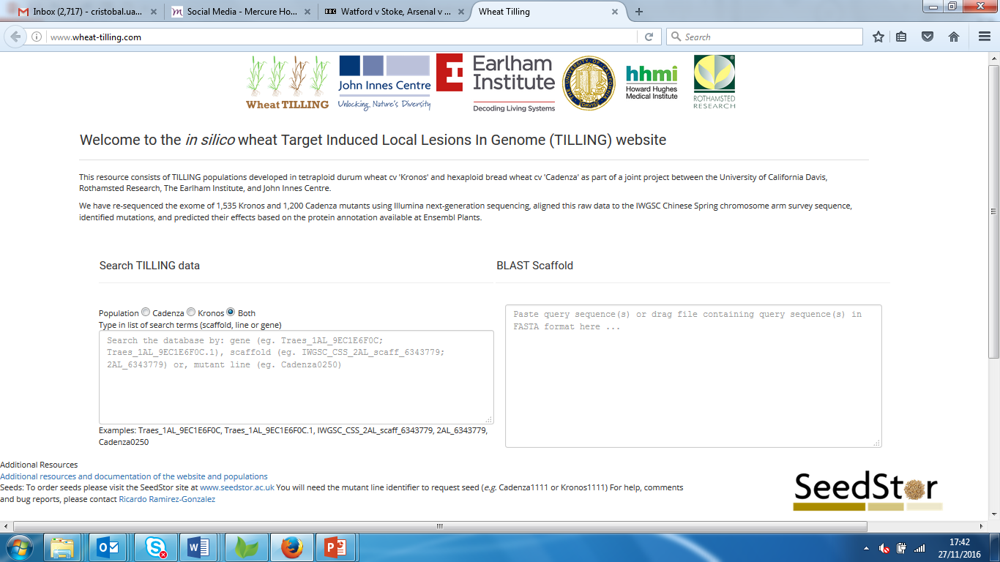 Inbox (2,717) - cristobal.ua...
Social Media - Mercure Ho...
BBC Watford v Stoke, Arsenal v ...
Wheat Tilling
www.wheat-tilling.com
Search
Wheat TILLING
John Innes Centre
Unlocking Nature's Diversity
Earlham
Institute
Decoding Living Systems
hhmi
Howard Hughes
Medical Institute
ROTHAMSTED
RESEARCH
Welcome to the in silico wheat Target Induced Local Lesions In Genome (TILLING) website
This resource consists of TILLING populations developed in tetraploid durum wheat cv 'Kronos' and hexaploid bread wheat cv 'Cadenza' as part of a joint project between the University of California Davis,
Rothamsted Research, The Earlham Institute, and John Innes Centre.
We have re-sequenced the exome of 1,535 Kronos and 1,200 Cadenza mutants using Illumina next-generation sequencing, aligned this raw data to the IWGSC Chinese Spring chromosome arm survey sequence,
identified mutations, and predicted their effects based on the protein annotation available at Ensembl Plants.
Search TILLING data
Population Cadenza Kronos Both
Type in list of search terms (scaffold, line or gene)
Search the database by: gene (eg. Traes_1AL_9EC1E6F0C;
Traes_1AL_9EC1E6F0C.1), scaffold (eg. IWGSC_CSS_2AL_scaff_6343779;
2AL_6343779) or, mutant line (eg. Cadenza0250)
Examples: Traes_1AL_9EC1E6F0C, Traes_1AL_9EC1E6F0C.1, IWGSC_CSS_2AL_scaff_6343779, 2AL_6343779,
Cadenza0250
BLAST Scaffold
Paste query sequence(s) or drag file containing query sequence(s) in
FASTA format here ...
Additional Resources
Additional resources and documentation of the website and populations
Seeds: To order seeds please visit the SeedStor site at www.seedstor.ac.uk You will need the mutant line identifier to request seed (e.g. Cadenza1111 or Kronos1111) For help, comments
and bug reports, please contact Ricardo Ramirez-Gonzalez
SeedStor
17:42
27/11/2016